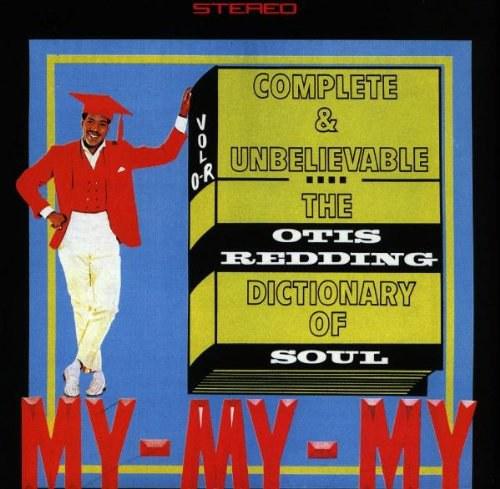 STEREO
VOL
O-R
COMPLETE
&
UNBELIEVABLE
THE
OTIS
REDDING
DICTIONARY
OF
SOUL
MY-MY-MY